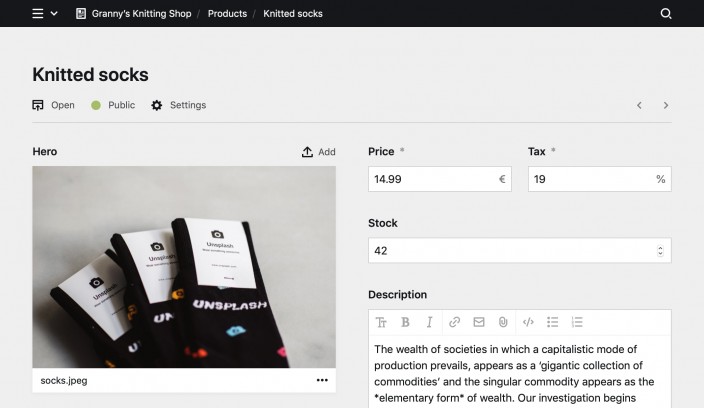 Granny's Knitting Shop / Products / Knitted socks
Knitted socks
Open Public Settings
Hero
Add
Unsplash
Unsplash
Unsplash
UNSPLASH
UN
U
socks.jpeg
Price *
14.99 €
Tax *
19 %
Stock
42
Description
The wealth of societies in which a capitalistic mode of
production prevails, appears as a ‘gigantic collection of
commodities’ and the singular commodity appears as the
*elementary form* of wealth. Our investigation begins